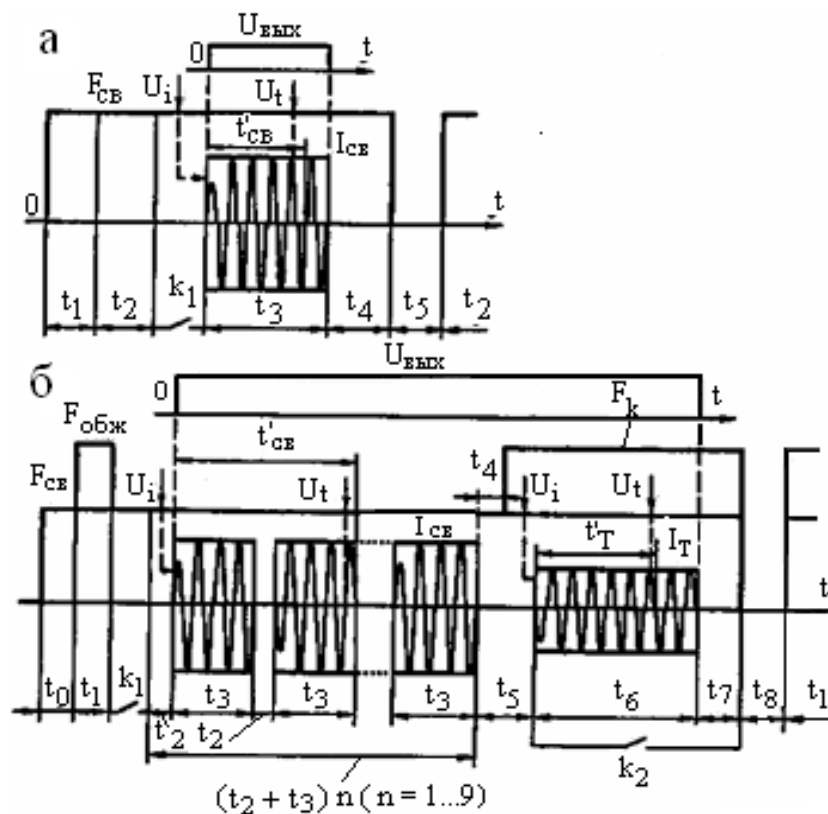 а
Uвых
0 t
Fсв Ui Ut
t'св Iсв
0 t
t1 t2 k1 t3 t4 t5 t2
Uвых
б
0 t
Fобж Fk
t'св
t4
Fсв Ui Ut Ui Ut
Iсв t'T IT
t
t0 t1 k1 t3 t3 t3 t5 t6 t7 t8 t1
t'2 t2
k2
(t2 + t3) n ( n = 1...9)